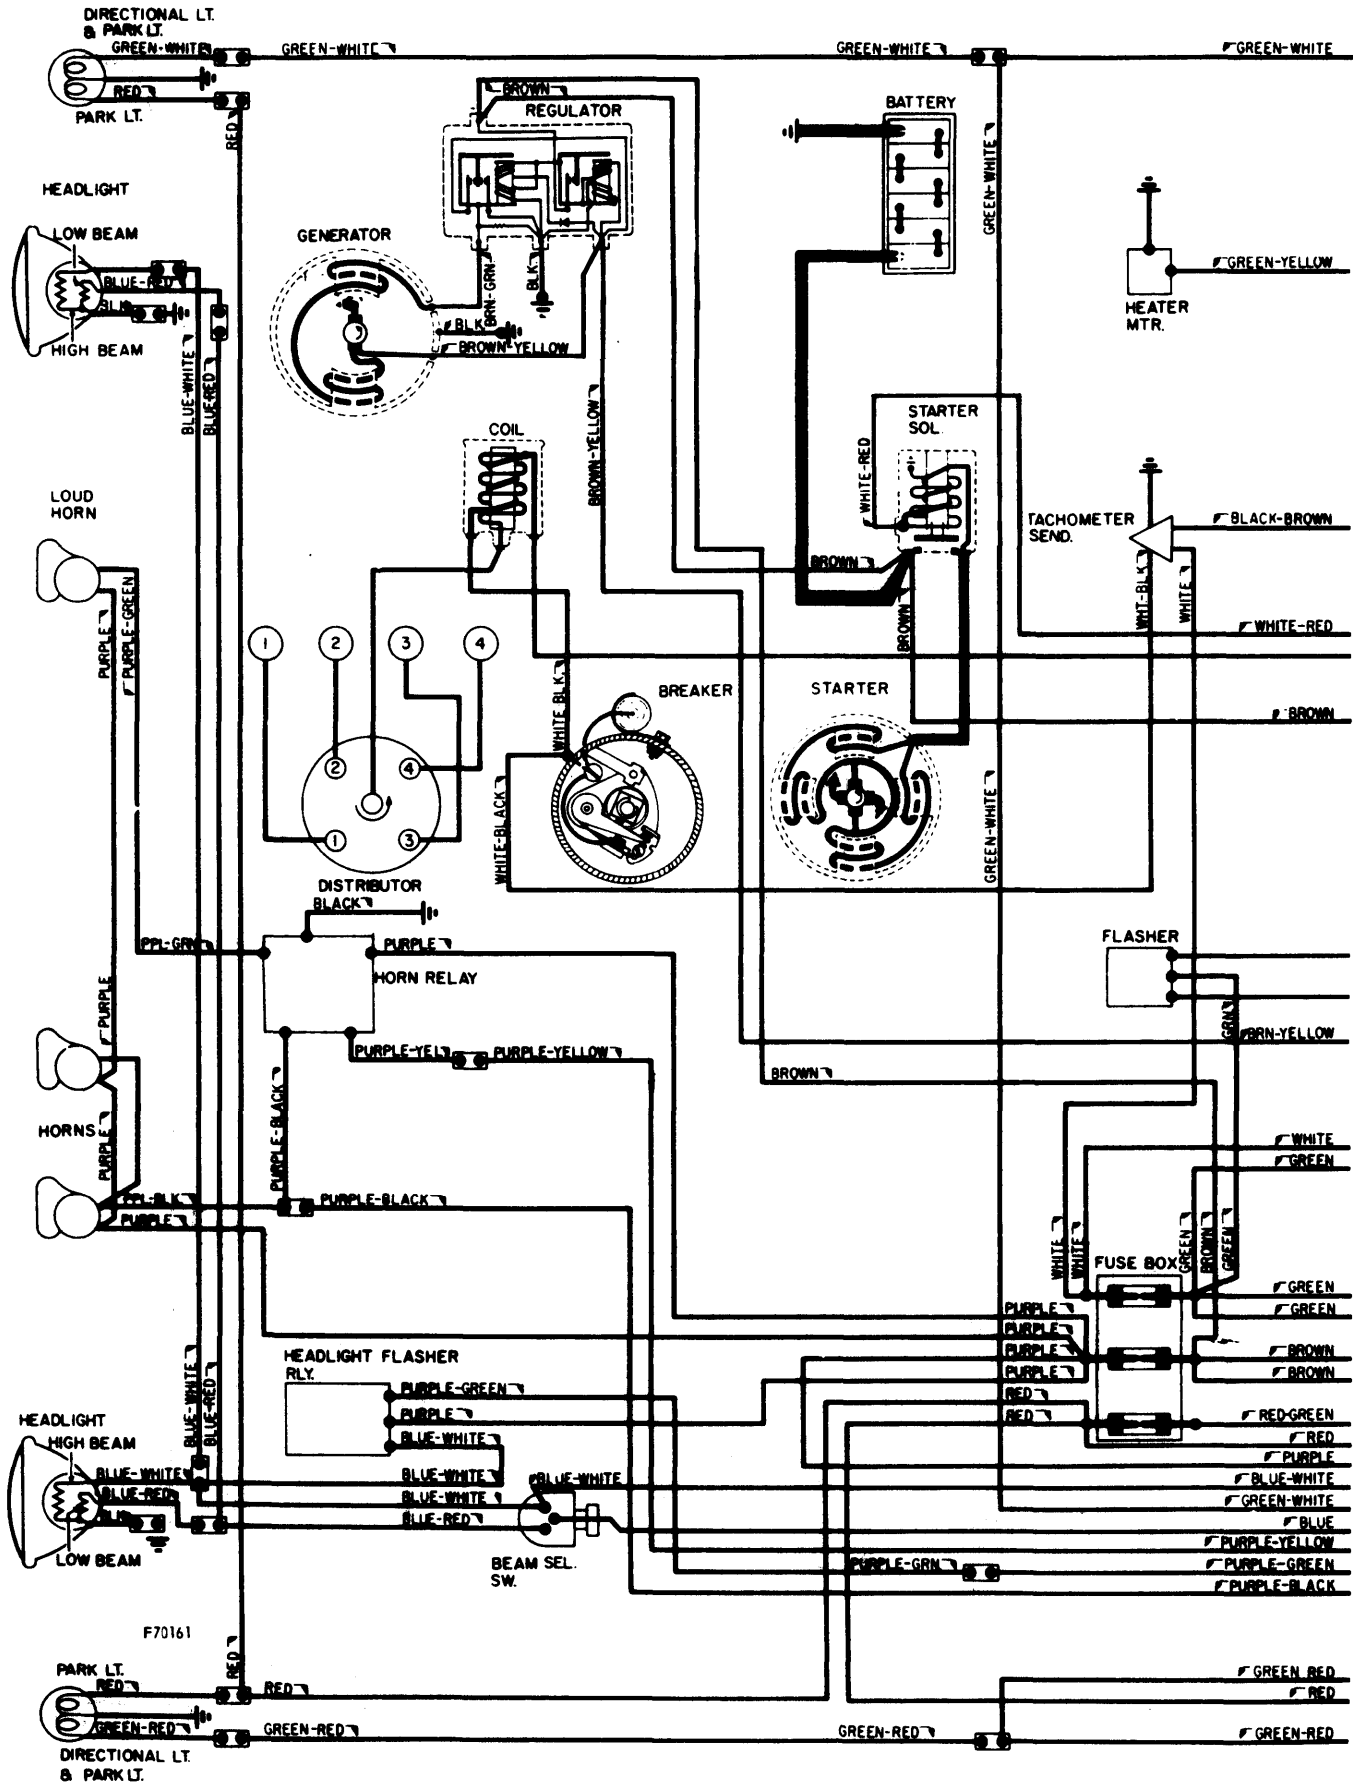 DIRECTIONAL LT.
& PARK LT.
GREEN-WHITE
GREEN-WHITE
GREEN-WHITE
GREEN-WHITE
RED
PARK LT.
RED
BROWN
REGULATOR
BATTERY
GREEN-WHITE
HEADLIGHT
LOW BEAM
BLUE-RED
BLK
HIGH BEAM
BLUE-WHITE
BLUE-RED
GENERATOR
BRN-GRN
BLK
BLK
BROWN-YELLOW
BROWN-YELLOW
GREEN-YELLOW
HEATER
MTR.
COIL
STARTER
SOL.
WHITE-RED
LOUD
HORN
TACHOMETER
SEND.
BLACK-BROWN
BROWN
BROWN
WHT-BLK
WHITE
PURPLE
PURPLE-GREEN
WHITE-RED
1
2
3
4
WHITE BLK.
BREAKER
STARTER
BROWN
2
4
1
3
WHITE-BLACK
GREEN-WHITE
DISTRIBUTOR
BLACK
PPL-GRN
PURPLE
HORN RELAY
FLASHER
PURPLE
GRN
BRN-YELLOW
PURPLE-YEL
PURPLE-YELLOW
BROWN
PURPLE-BLACK
HORNS
PURPLE
WHITE
GREEN
PPL-BLK
PURPLE-BLACK
PURPLE
WHITE
WHITE
GREEN
BROWN
GREEN
FUSE BOX
GREEN
GREEN
PURPLE
PURPLE
PURPLE
PURPLE
RED
RED
BROWN
BROWN
RED-GREEN
RED
PURPLE
BLUE-WHITE
GREEN-WHITE
BLUE
PURPLE-YELLOW
PURPLE-GREEN
PURPLE-BLACK
HEADLIGHT FLASHER
RLY.
PURPLE-GREEN
PURPLE
BLUE-WHITE
BLUE-WHITE
BLUE-RED
HEADLIGHT
HIGH BEAM
BLUE-WHITE
BLUE-RED
BLK
LOW BEAM
BLUE-WHITE
BLUE-WHITE
BLUE-RED
BLUE-WHITE
BEAM SEL.
SW.
PURPLE-GRN
F70161
PARK LT.
RED
RED
RED
GREEN RED
RED
GREEN-RED
GREEN-RED
GREEN-RED
GREEN-RED
DIRECTIONAL LT.
& PARK LT.